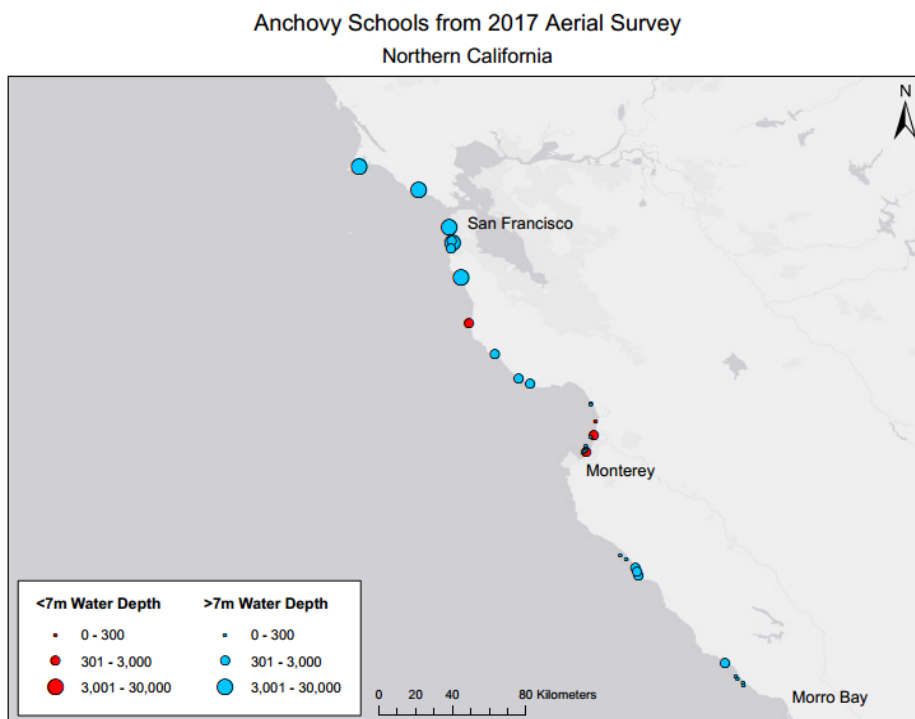 Anchovy Schools from 2017 Aerial Survey
Northern California
N
San Francisco
Monterey
Morro Bay
<7m Water Depth >7m Water Depth
0 - 300 0 - 300
301 - 3,000 301 - 3,000
3,001 - 30,000 3,001 - 30,000
0 20 40 80 Kilometers